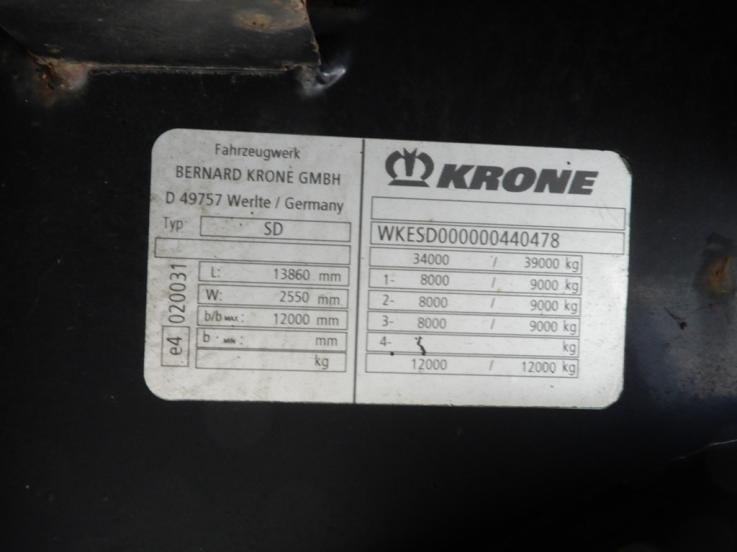 Fahrzeugwerk
BERNARD KRONE GMBH
D 49757 Werlte / Germany
Typ SD
L: 13860 mm
W: 2550 mm
b/b MAX.: 12000 mm
b MIN.: mm
kg
e4 020031
KRONE
WKESD000000440478
34000 / 39000 kg
1- 8000 / 9000 kg
2- 8000 / 9000 kg
3- 8000 / 9000 kg
4- kg
12000 / 12000 kg